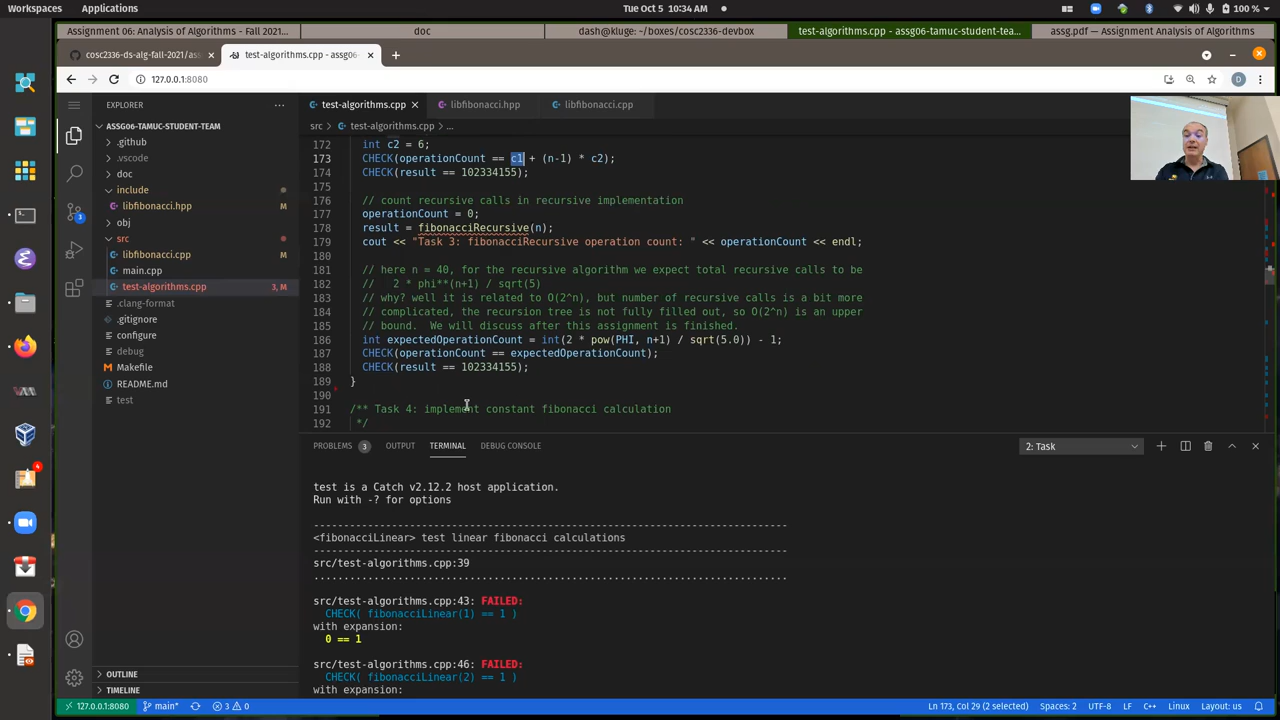 Workspaces
Applications
Tue Oct 5 10:34 AM
100 %
Assignment 06: Analysis of Algorithms - Fall 2021...
doc
dash@kluge: ~/boxes/cosc2336-devbox
test-algorithms.cpp - assg06-tamuc-student-tea...
assg.pdf — Assignment Analysis of Algorithms
cosc2336-ds-alg-fall-2021/ass
test-algorithms.cpp - assg06-
127.0.0.1:8080
D
EXPLORER
test-algorithms.cpp
libfibonacci.hpp
libfibonacci.cpp
src > test-algorithms.cpp > ...
ASSG06-TAMUC-STUDENT-TEAM
.github
.vscode
doc
include
libfibonacci.hpp M
obj
src
libfibonacci.cpp M
main.cpp
test-algorithms.cpp 3, M
.clang-format
.gitignore
configure
debug
Makefile
README.md
test
OUTLINE
TIMELINE
172 int c2 = 6;
173 CHECK(operationCount == c1 + (n-1) * c2);
174 CHECK(result == 102334155);
175
176 // count recursive calls in recursive implementation
177 operationCount = 0;
178 result = fibonacciRecursive(n);
179 cout << "Task 3: fibonacciRecursive operation count: " << operationCount << endl;
180
181 // here n = 40, for the recursive algorithm we expect total recursive calls to be
182 //   2 * phi**(n+1) / sqrt(5)
183 // why? well it is related to O(2^n), but number of recursive calls is a bit more
184 // complicated, the recursion tree is not fully filled out, so O(2^n) is an upper
185 // bound.  We will discuss after this assignment is finished.
186 int expectedOperationCount = int(2 * pow(PHI, n+1) / sqrt(5.0)) - 1;
187 CHECK(operationCount == expectedOperationCount);
188 CHECK(result == 102334155);
189 }
190
191 /** Task 4: implement constant fibonacci calculation
192 */
PROBLEMS 3 OUTPUT TERMINAL DEBUG CONSOLE
2: Task
test is a Catch v2.12.2 host application.
Run with -? for options
-------------------------------------------------------------------------------
<fibonacciLinear> test linear fibonacci calculations
-------------------------------------------------------------------------------
src/test-algorithms.cpp:39
...............................................................................
src/test-algorithms.cpp:43: FAILED:
CHECK( fibonacciLinear(1) == 1 )
with expansion:
0 == 1
src/test-algorithms.cpp:46: FAILED:
CHECK( fibonacciLinear(2) == 1 )
with expansion:
127.0.0.1:8080
main*
3 0
Ln 173, Col 29 (2 selected)
Spaces: 2
UTF-8
LF
C++
Linux
Layout: us